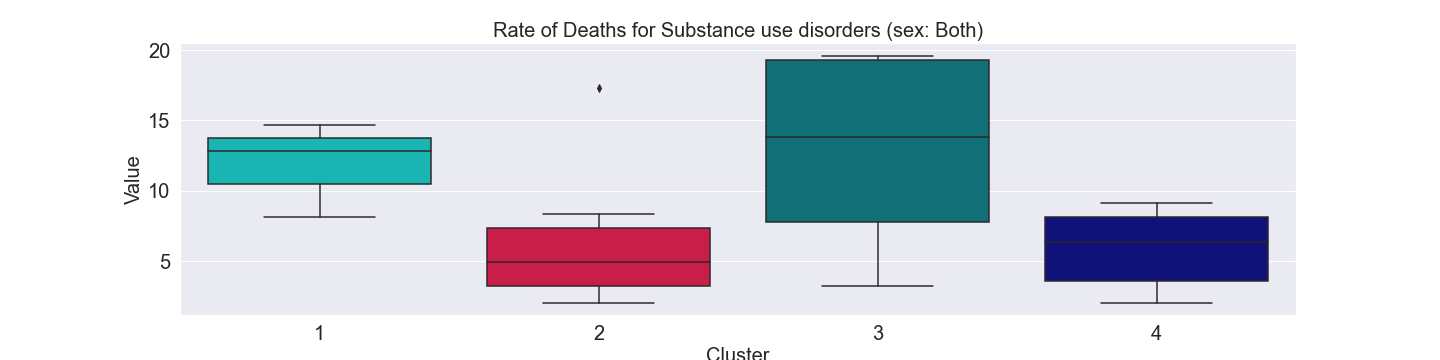 Rate of Deaths for Substance use disorders (sex: Both)
20
15
10
5
Value
1 2 3 4
Cluster